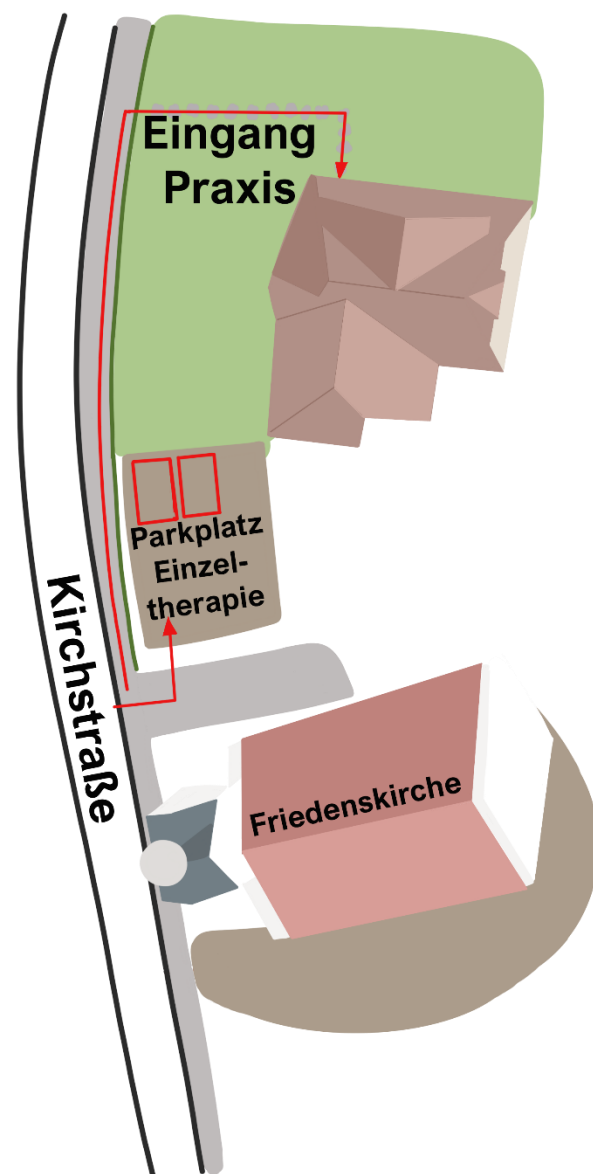 Eingang
Praxis
Parkplatz
Einzel-
therapie
Kirchstraße
Friedenskirche